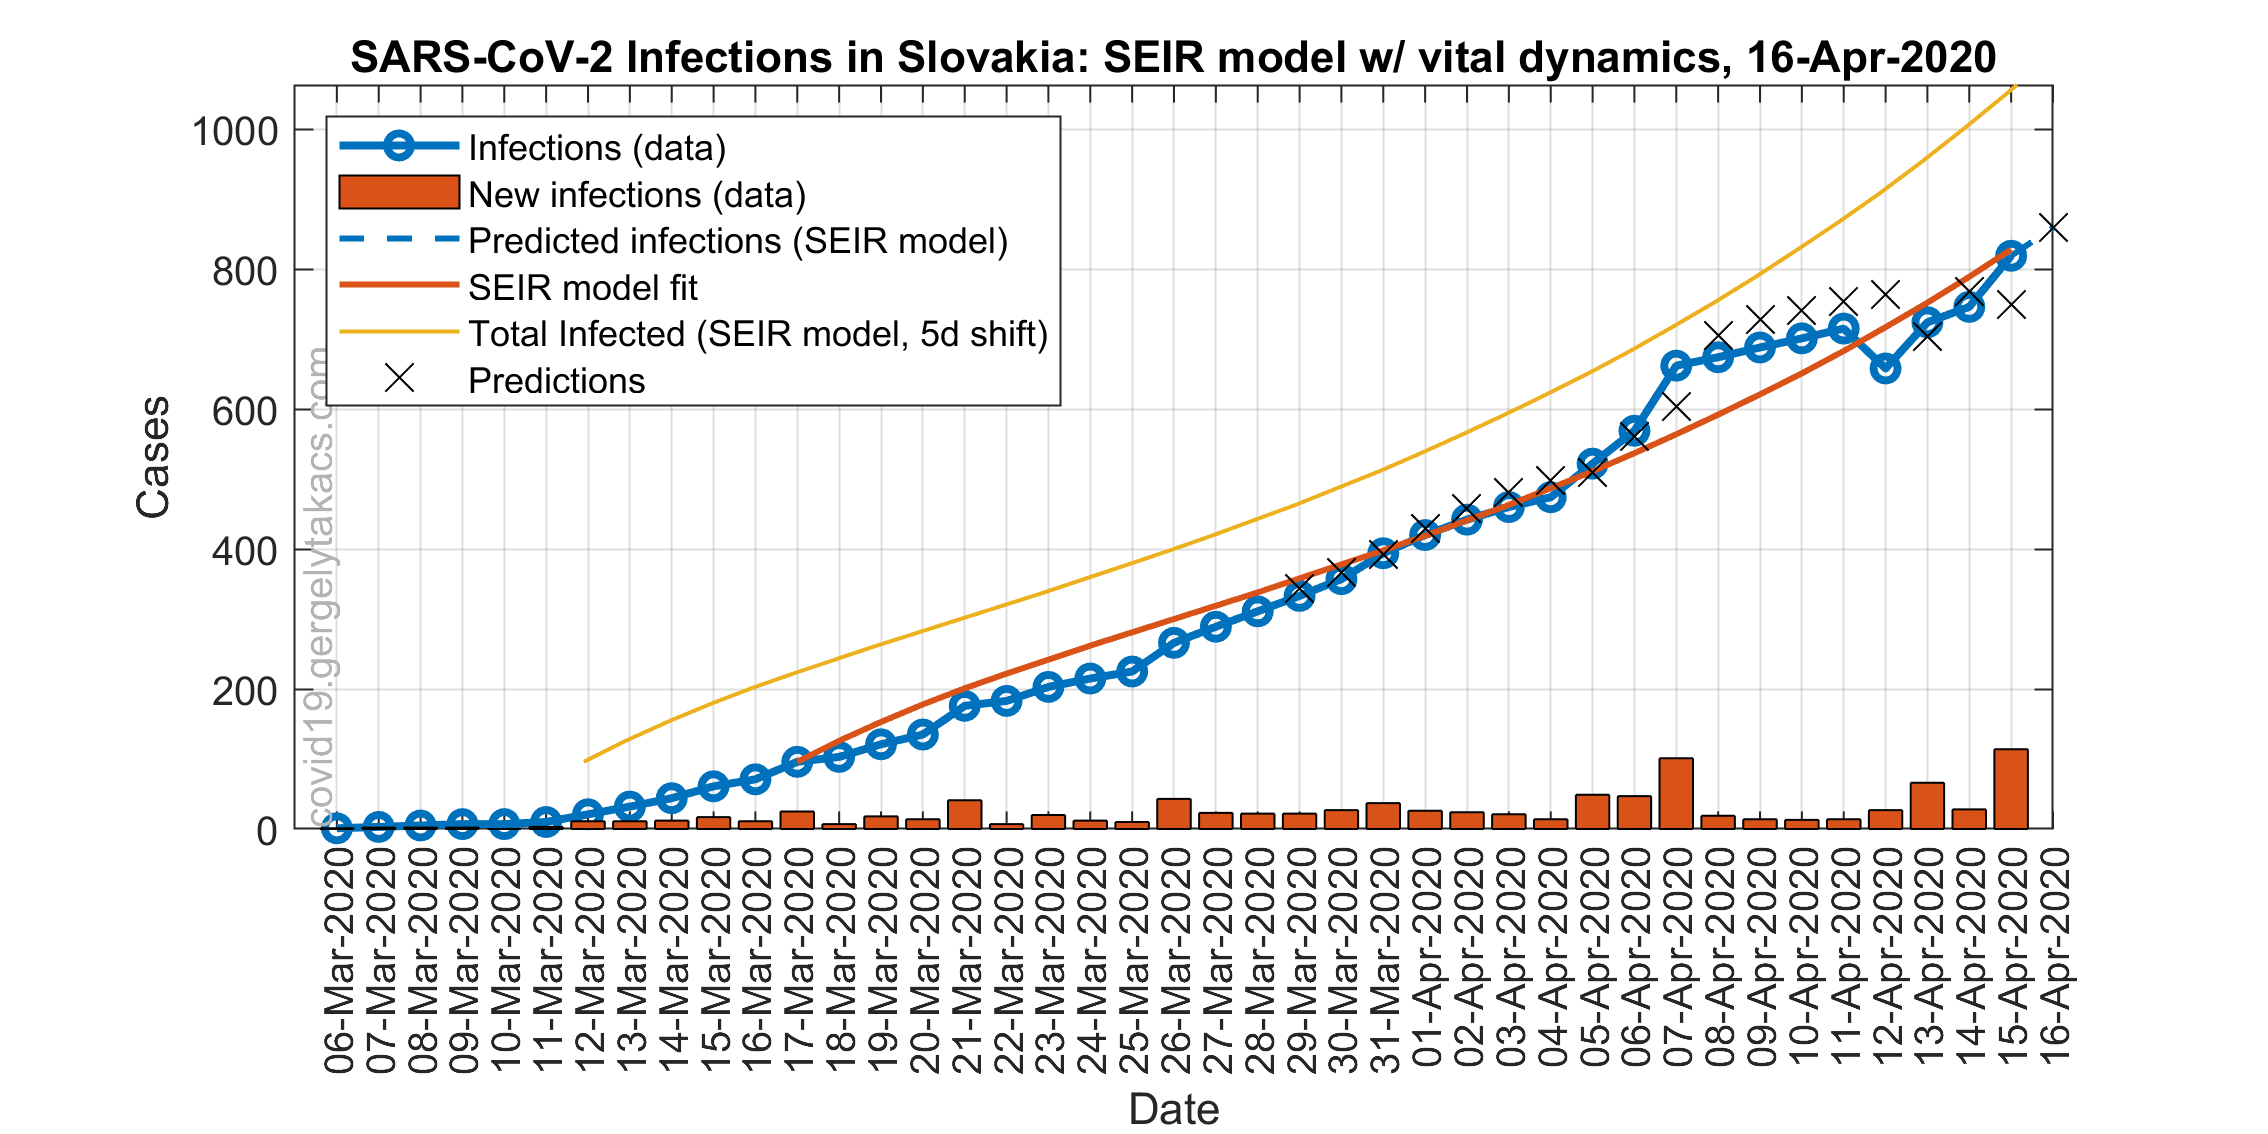 SARS-CoV-2 Infections in Slovakia: SEIR model w/ vital dynamics, 16-Apr-2020
Infections (data)
New infections (data)
Predicted infections (SEIR model)
SEIR model fit
Total Infected (SEIR model, 5d shift)
Predictions
1000
800
600
400
200
0
Cases
covid19.gergelytakacs.com
06-Mar-2020
07-Mar-2020
08-Mar-2020
09-Mar-2020
10-Mar-2020
11-Mar-2020
12-Mar-2020
13-Mar-2020
14-Mar-2020
15-Mar-2020
16-Mar-2020
17-Mar-2020
18-Mar-2020
19-Mar-2020
20-Mar-2020
21-Mar-2020
22-Mar-2020
23-Mar-2020
24-Mar-2020
25-Mar-2020
26-Mar-2020
27-Mar-2020
28-Mar-2020
29-Mar-2020
30-Mar-2020
31-Mar-2020
01-Apr-2020
02-Apr-2020
03-Apr-2020
04-Apr-2020
05-Apr-2020
06-Apr-2020
07-Apr-2020
08-Apr-2020
09-Apr-2020
10-Apr-2020
11-Apr-2020
12-Apr-2020
13-Apr-2020
14-Apr-2020
15-Apr-2020
16-Apr-2020
Date